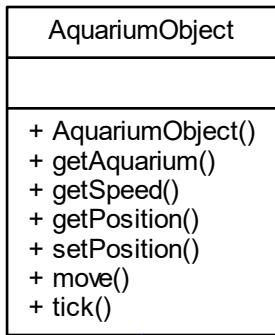 AquariumObject
+ AquariumObject()
+ getAquarium()
+ getSpeed()
+ getPosition()
+ setPosition()
+ move()
+ tick()